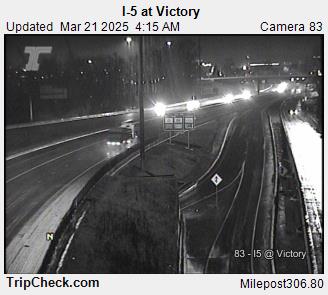 I-5 at Victory
Updated Mar 21 2025 4:15 AM Camera 83
T
N
83 - I5 @ Victory
TripCheck.com Milepost306.80